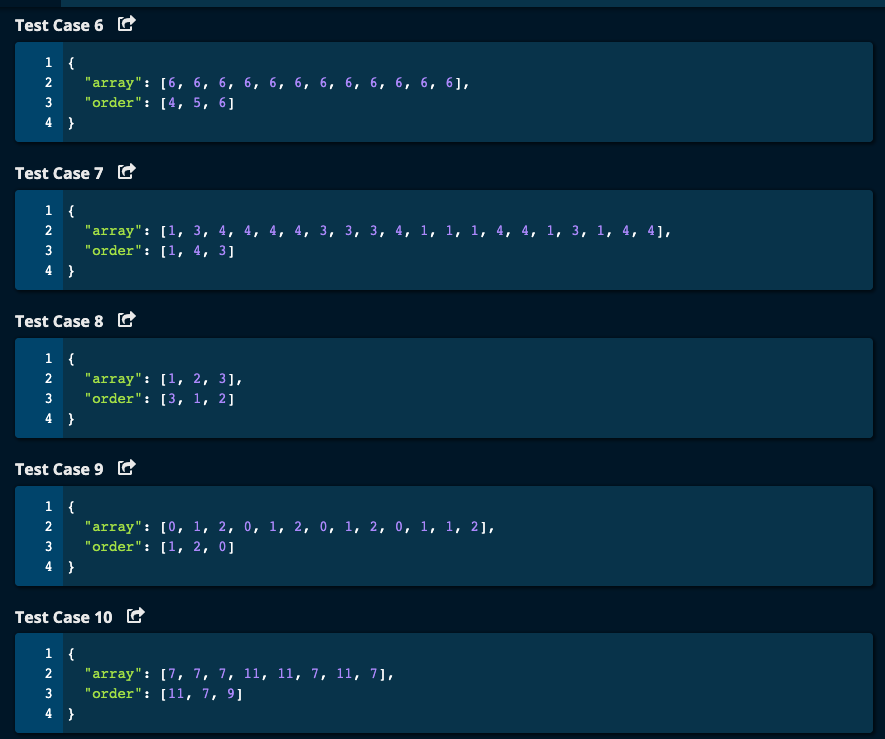 Test Case 6
1 {
2 "array": [6, 6, 6, 6, 6, 6, 6, 6, 6, 6, 6, 6],
3 "order": [4, 5, 6]
4 }
Test Case 7
1 {
2 "array": [1, 3, 4, 4, 4, 4, 3, 3, 3, 4, 1, 1, 1, 4, 4, 1, 3, 1, 4, 4],
3 "order": [1, 4, 3]
4 }
Test Case 8
1 {
2 "array": [1, 2, 3],
3 "order": [3, 1, 2]
4 }
Test Case 9
1 {
2 "array": [0, 1, 2, 0, 1, 2, 0, 1, 2, 0, 1, 1, 2],
3 "order": [1, 2, 0]
4 }
Test Case 10
1 {
2 "array": [7, 7, 7, 11, 11, 7, 11, 7],
3 "order": [11, 7, 9]
4 }